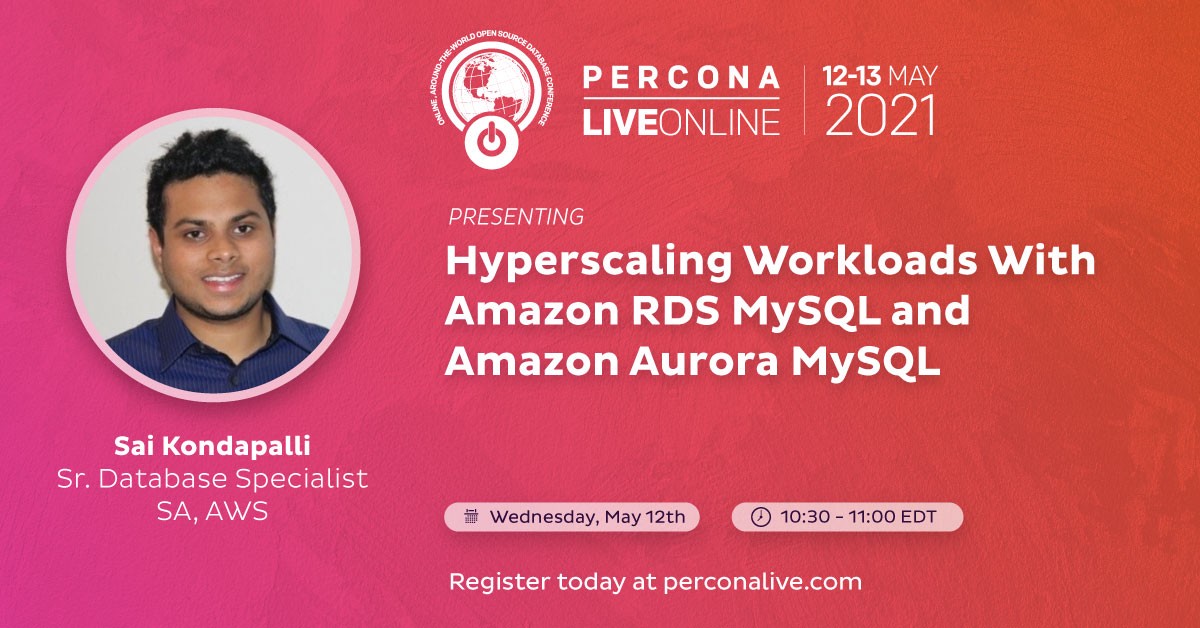 ONLINE, AROUND-THE-WORLD OPEN SOURCE DATABASE CONFERENCE
PERCONA
LIVEONLINE
12-13 MAY
2021
PRESENTING
Hyperscaling Workloads With
Amazon RDS MySQL and
Amazon Aurora MySQL
Sai Kondapalli
Sr. Database Specialist
SA, AWS
Wednesday, May 12th
10:30 - 11:00 EDT
Register today at perconalive.com